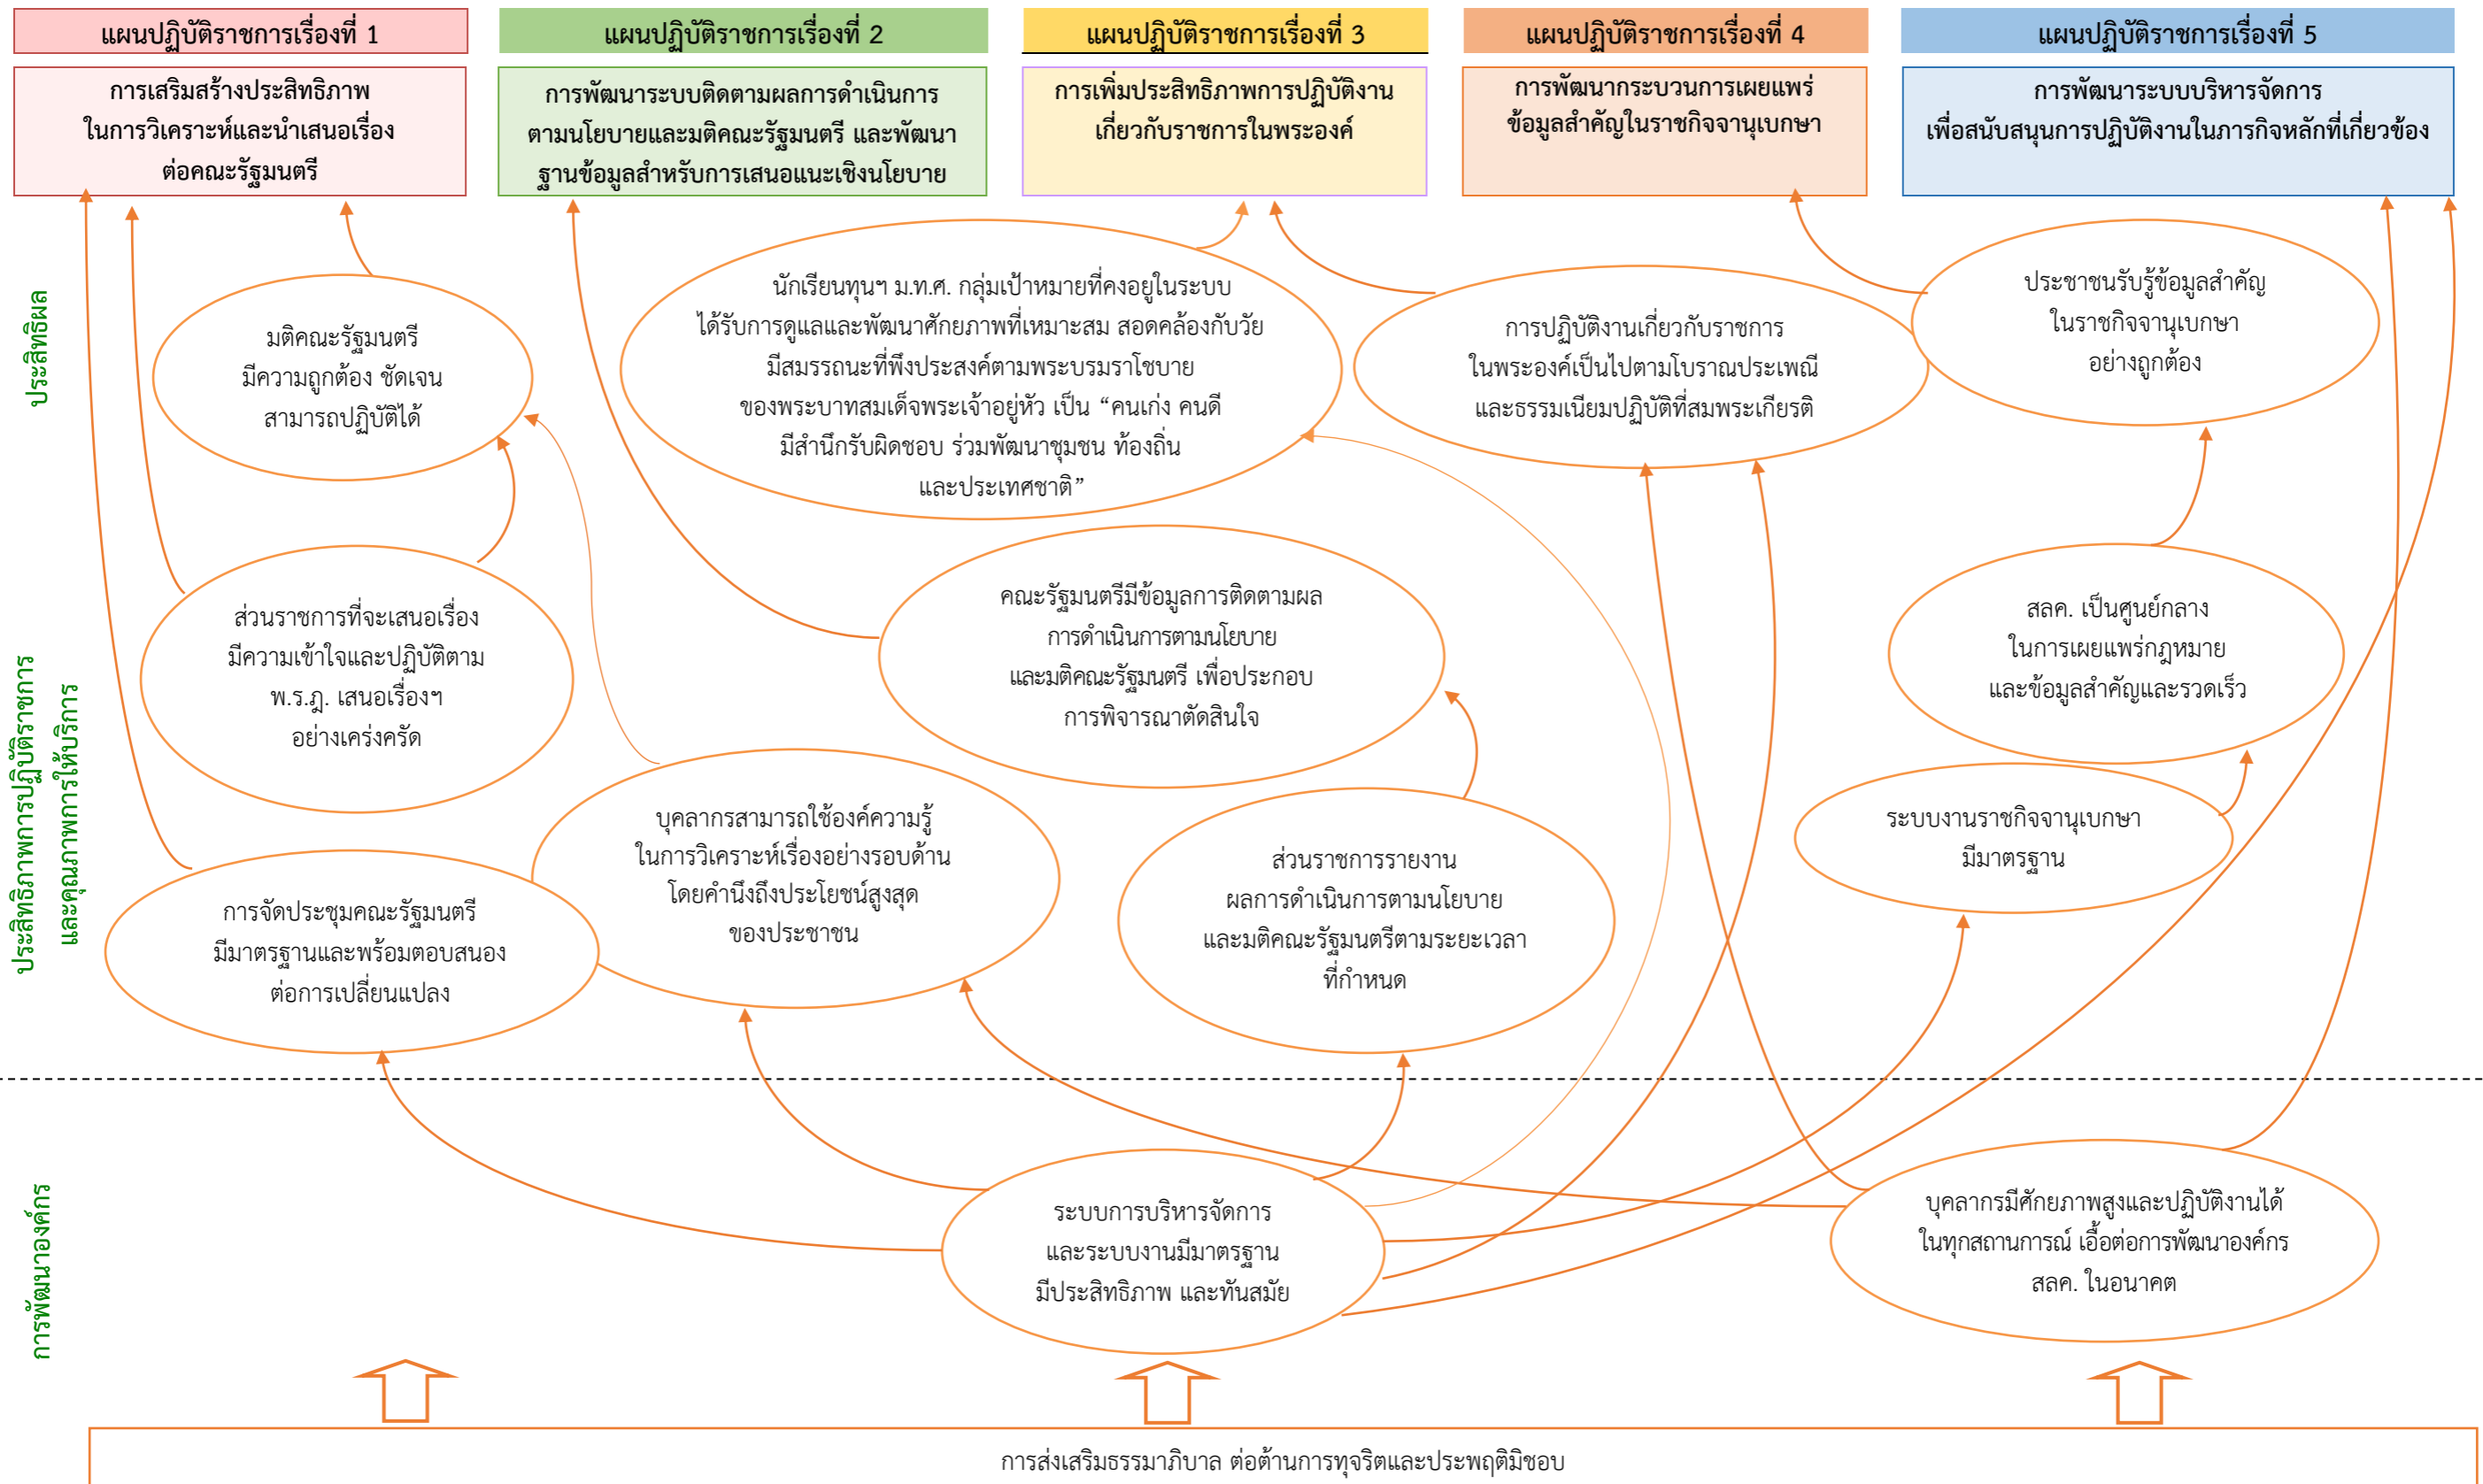 แผนปฏิบัติราชการเรื่องที่ 1
แผนปฏิบัติราชการเรื่องที่ 2
แผนปฏิบัติราชการเรื่องที่ 3
แผนปฏิบัติราชการเรื่องที่ 4
แผนปฏิบัติราชการเรื่องที่ 5
การเสริมสร้างประสิทธิภาพ
ในการวิเคราะห์และนำเสนอเรื่อง
ต่อคณะรัฐมนตรี
การพัฒนาระบบติดตามผลการดำเนินการ
ตามนโยบายและมติคณะรัฐมนตรี และพัฒนา
ฐานข้อมูลสำหรับการเสนอแนะเชิงนโยบาย
การเพิ่มประสิทธิภาพการปฏิบัติงาน
เกี่ยวกับราชการในพระองค์
การพัฒนากระบวนการเผยแพร่
ข้อมูลสำคัญในราชกิจจานุเบกษา
การพัฒนาระบบบริหารจัดการ
เพื่อสนับสนุนการปฏิบัติงานในภารกิจหลักที่เกี่ยวข้อง
ประสิทธิผล
มติคณะรัฐมนตรี
มีความถูกต้อง ชัดเจน
สามารถปฏิบัติได้
นักเรียนทุนฯ ม.ท.ศ. กลุ่มเป้าหมายที่คงอยู่ในระบบ
ได้รับการดูแลและพัฒนาศักยภาพที่เหมาะสม สอดคล้องกับวัย
มีสมรรถนะที่พึงประสงค์ตามพระบรมราโชบาย
ของพระบาทสมเด็จพระเจ้าอยู่หัว เป็น “คนเก่ง คนดี
มีสำนึกรับผิดชอบ ร่วมพัฒนาชุมชน ท้องถิ่น
และประเทศชาติ”
การปฏิบัติงานเกี่ยวกับราชการ
ในพระองค์เป็นไปตามโบราณประเพณี
และธรรมเนียมปฏิบัติที่สมพระเกียรติ
ประชาชนรับรู้ข้อมูลสำคัญ
ในราชกิจจานุเบกษา
อย่างถูกต้อง
ประสิทธิภาพการปฏิบัติราชการ
และคุณภาพการให้บริการ
ส่วนราชการที่จะเสนอเรื่อง
มีความเข้าใจและปฏิบัติตาม
พ.ร.ฎ. เสนอเรื่องฯ
อย่างเคร่งครัด
คณะรัฐมนตรีมีข้อมูลการติดตามผล
การดำเนินการตามนโยบาย
และมติคณะรัฐมนตรี เพื่อประกอบ
การพิจารณาตัดสินใจ
สลค. เป็นศูนย์กลาง
ในการเผยแพร่กฎหมาย
และข้อมูลสำคัญและรวดเร็ว
บุคลากรสามารถใช้องค์ความรู้
ในการวิเคราะห์เรื่องอย่างรอบด้าน
โดยคำนึงถึงประโยชน์สูงสุด
ของประชาชน
ส่วนราชการรายงาน
ผลการดำเนินการตามนโยบาย
และมติคณะรัฐมนตรีตามระยะเวลา
ที่กำหนด
ระบบงานราชกิจจานุเบกษา
มีมาตรฐาน
การจัดประชุมคณะรัฐมนตรี
มีมาตรฐานและพร้อมตอบสนอง
ต่อการเปลี่ยนแปลง
การพัฒนาองค์กร
ระบบการบริหารจัดการ
และระบบงานมีมาตรฐาน
มีประสิทธิภาพ และทันสมัย
บุคลากรมีศักยภาพสูงและปฏิบัติงานได้
ในทุกสถานการณ์ เอื้อต่อการพัฒนาองค์กร
สลค. ในอนาคต
การส่งเสริมธรรมาภิบาล ต่อต้านการทุจริตและประพฤติมิชอบ